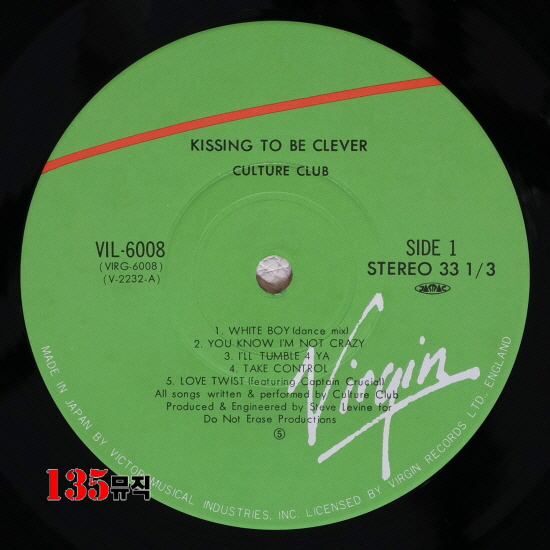 KISSING TO BE CLEVER
CULTURE CLUB
VIL-6008
(VIRG-6008)
(V-2232-A)
SIDE 1
STEREO 33 1/3
JASRAC
1. WHITE BOY (dance mix)
2. YOU KNOW I'M NOT CRAZY
3. I'LL TUMBLE 4 YA
4. TAKE CONTROL
5. LOVE TWIST (featuring Captain Crucial)
All songs written & performed by Culture Club
Produced & Engineered by Steve Levine for
Do Not Erase Productions
Ⓢ
Virgin
MADE IN JAPAN BY VICTOR MUSICAL INDUSTRIES, INC. LICENSED BY VIRGIN RECORDS LTD. ENGLAND
135뮤직